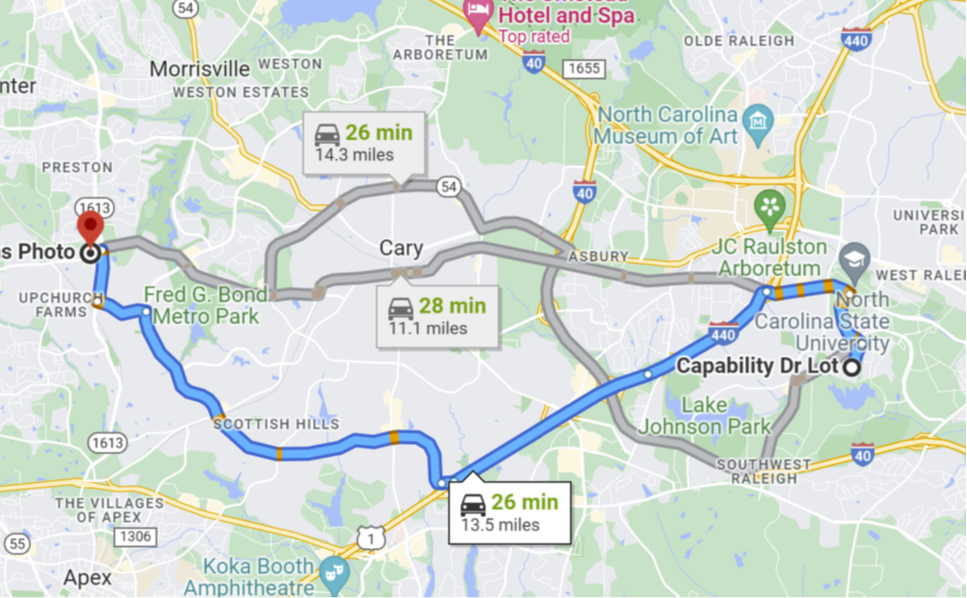 54
The Umstead
Hotel and Spa
Top rated
THE
ARBORETUM
OLDE RALEIGH
440
Morrisville
WESTON
WESTON ESTATES
nter
40
1655
26 min
14.3 miles
North Carolina
Museum of Art
PRESTON
54
40
1613
s Photo
Cary
ASBURY
JC Raulston
Arboretum
UNIVERSI
PARK
WEST RALEI
UPCHURCH
FARMS
Fred G. Bond
Metro Park
28 min
11.1 miles
North
Carolina State
University
440
Capability Dr Lot
Lake
Johnson Park
SCOTTISH HILLS
1613
40
SOUTHWEST
RALEIGH
26 min
13.5 miles
THE VILLAGES
OF APEX
1306
1
55
Apex
Koka Booth
Amphitheatre